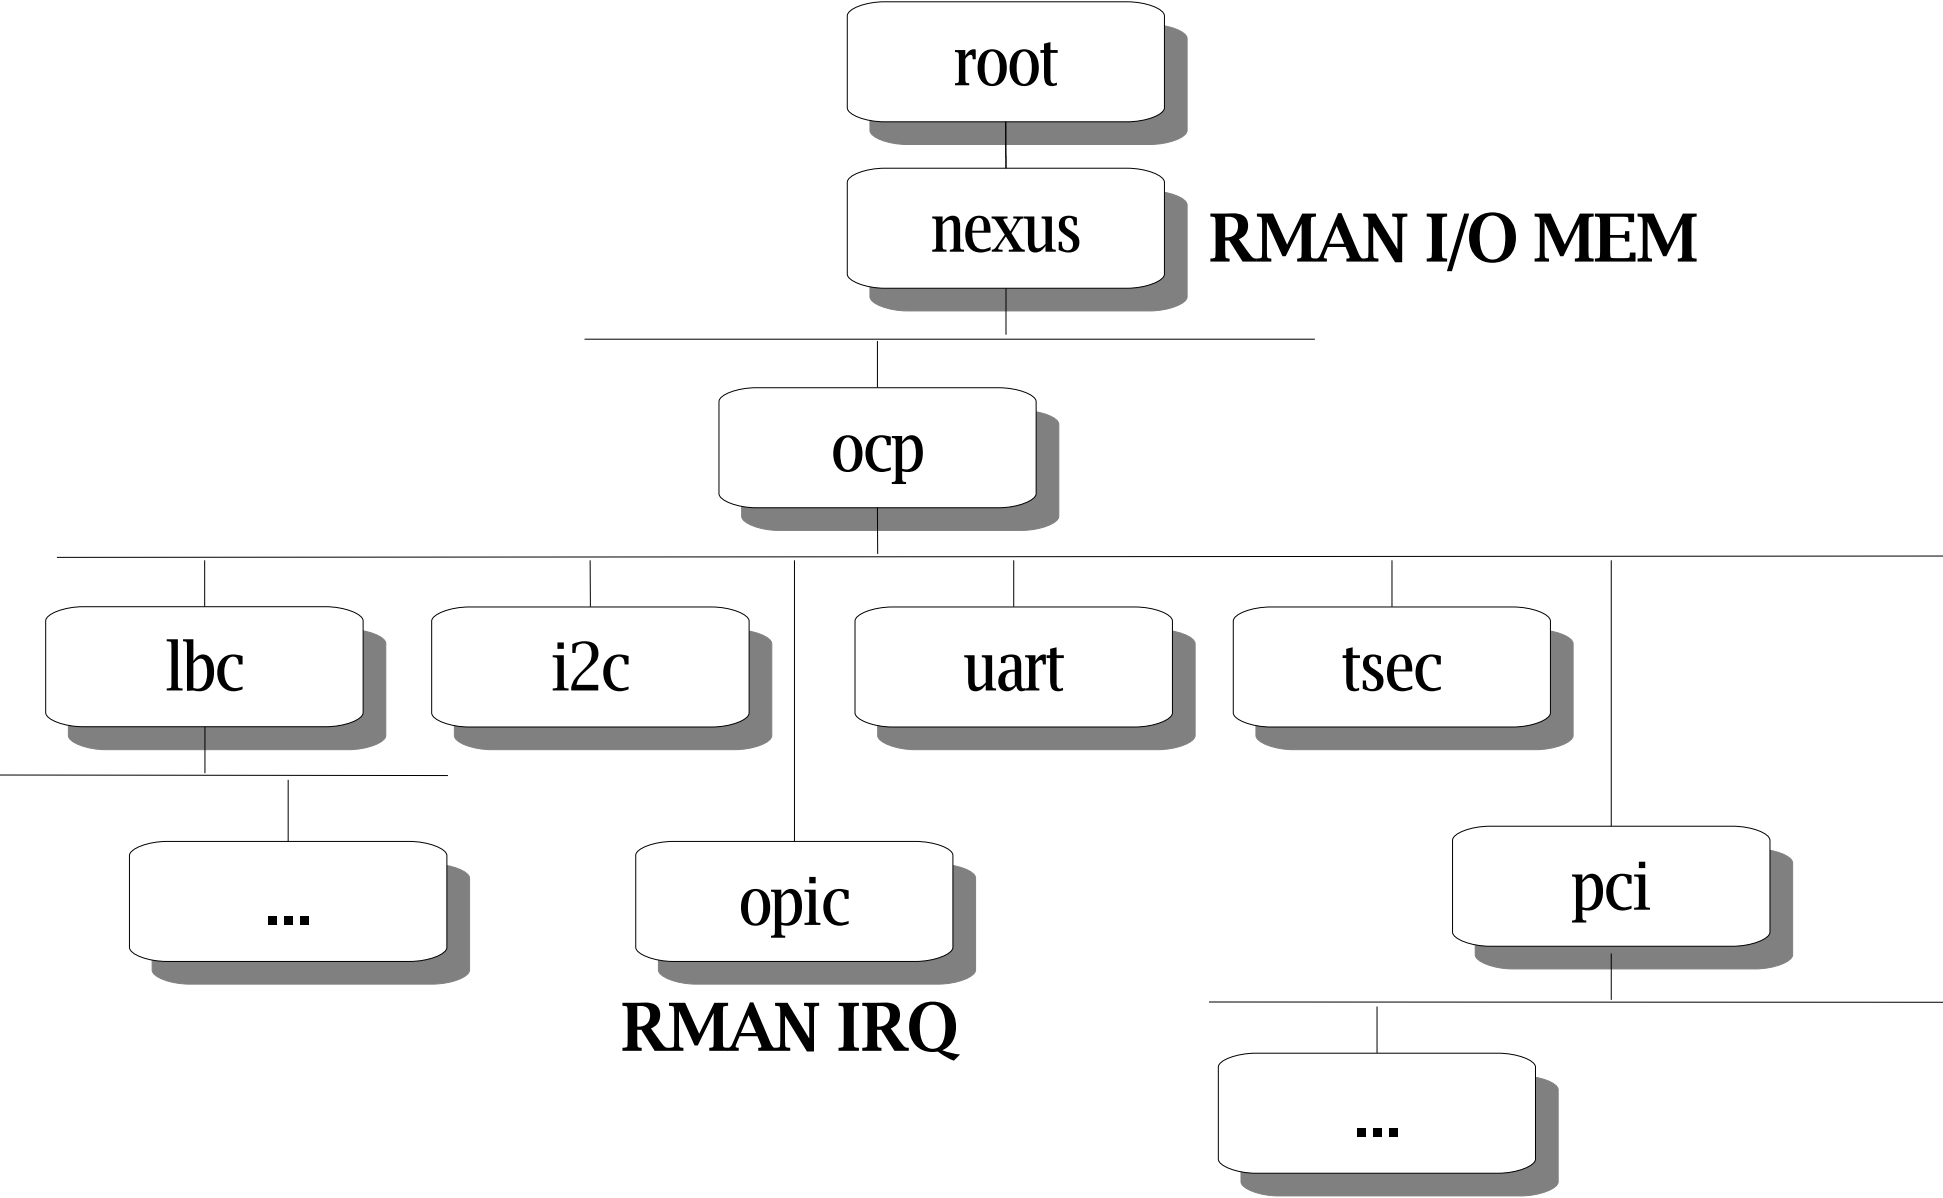 root
nexus
RMAN I/O MEM
ocp
lbc
i2c
uart
tsec
...
opic
pci
RMAN IRQ
...